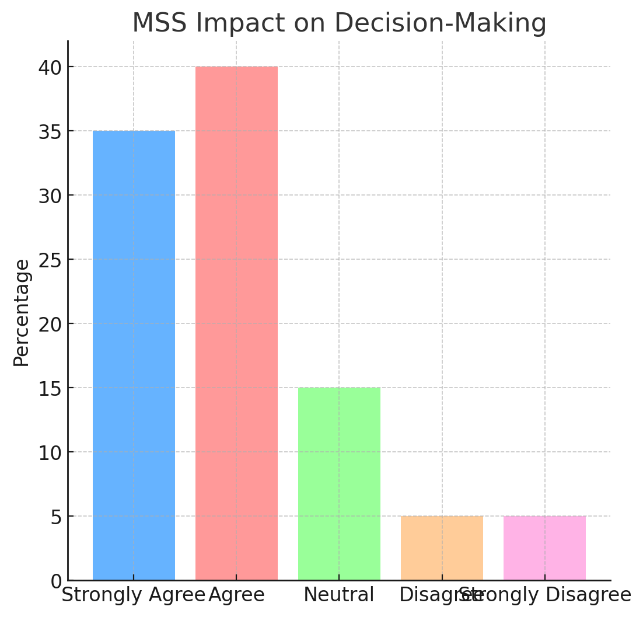 MSS Impact on Decision-Making
Percentage
40
35
30
25
20
15
10
5
0
Strongly Agree
Agree
Neutral
Disagree
Strongly Disagree